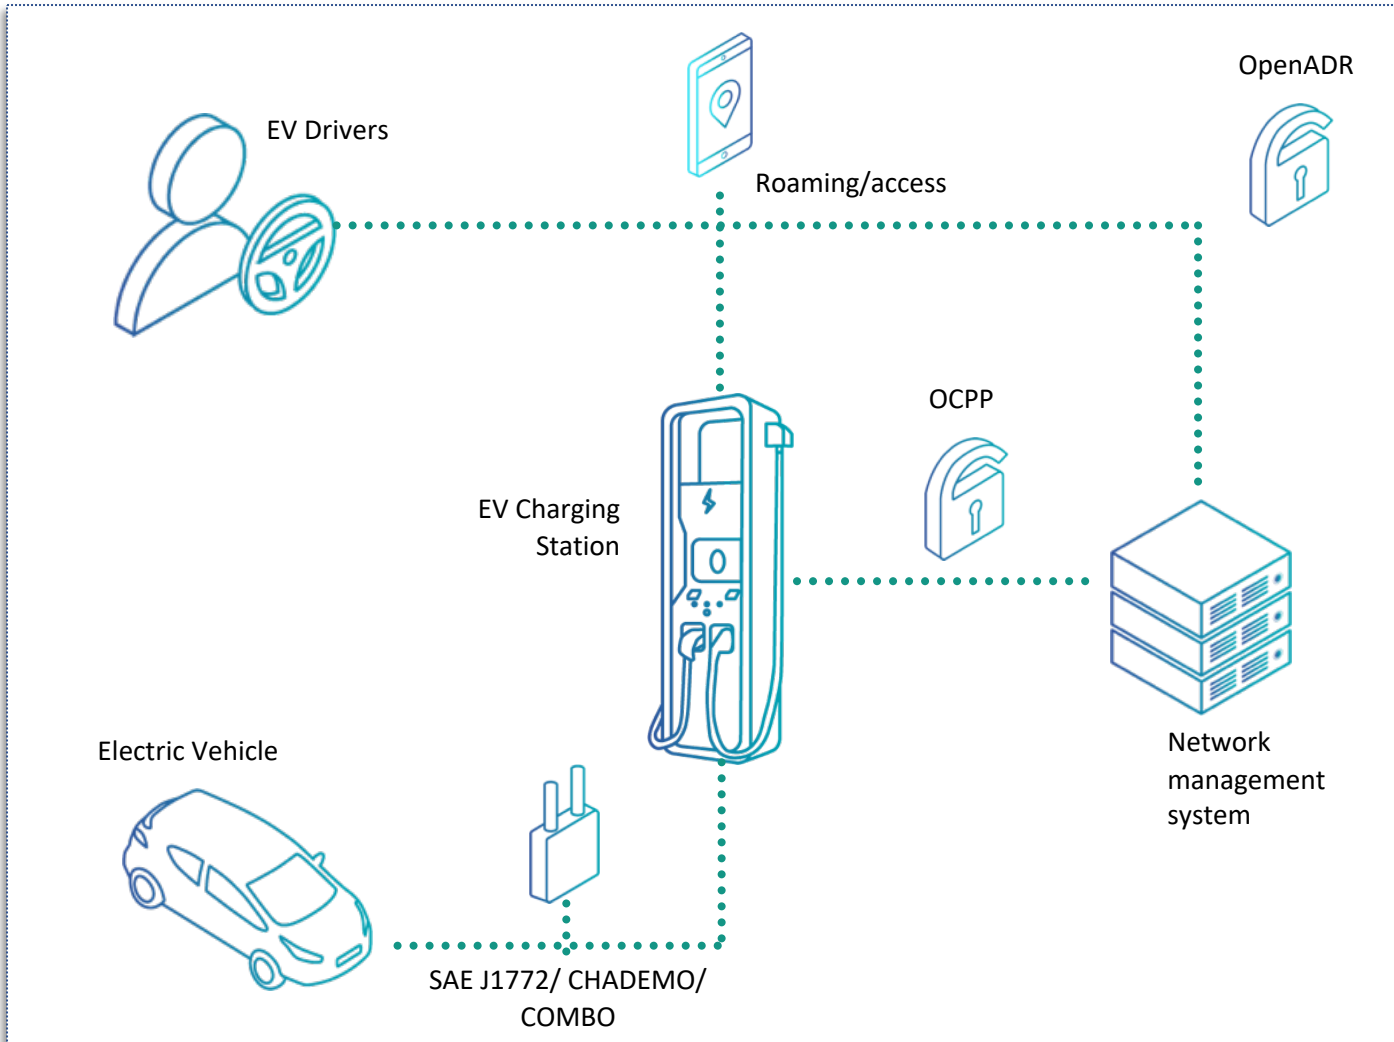 OpenADR
EV Drivers
Roaming/access
OCPP
EV Charging
Station
Network
management
system
Electric Vehicle
SAE J1772/ CHADEMO/
COMBO